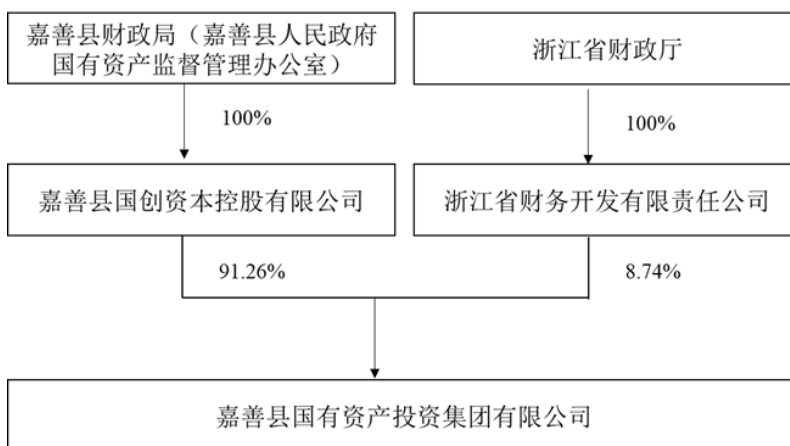 嘉善县财政局（嘉善县人民政府
国有资产监督管理办公室）
浙江省财政厅
100%
100%
嘉善县国创资本控股有限公司
浙江省财务开发有限责任公司
91.26%
8.74%
嘉善县国有资产投资集团有限公司